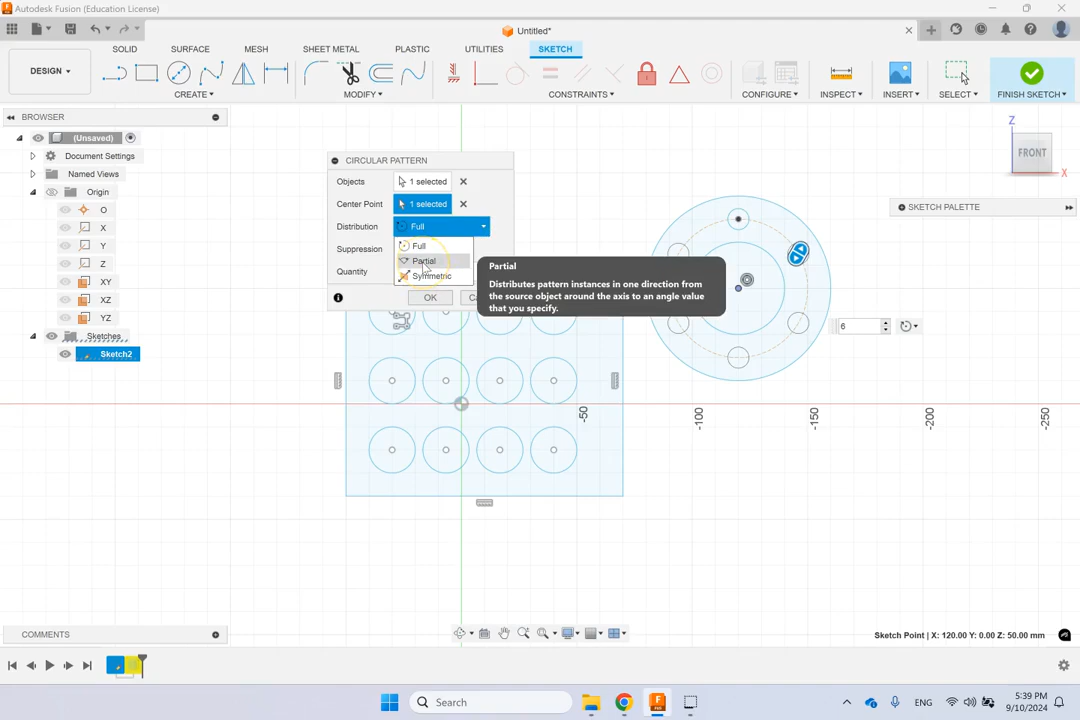 Autodesk Fusion (Education License)
Untitled*
SOLID SURFACE MESH SHEET METAL PLASTIC UTILITIES SKETCH
DESIGN
CREATE MODIFY CONSTRAINTS CONFIGURE INSPECT INSERT SELECT FINISH SKETCH
BROWSER
(Unsaved)
Document Settings
Named Views
Origin
O
X
Y
Z
XY
XZ
YZ
Sketches
Sketch2
CIRCULAR PATTERN
Objects 1 selected
Center Point 1 selected
Distribution Full
Suppression
Quantity
Full
Partial
Symmetric
OK Ca
Partial
Distributes pattern instances in one direction from
the source object around the axis to an angle value
that you specify.
Z
FRONT
X
SKETCH PALETTE
6
-50
-100
-150
-200
-250
COMMENTS
Sketch Point | X: 120.00 Y: 0.00 Z: 50.00 mm
Search
ENG
5:39 PM
9/10/2024